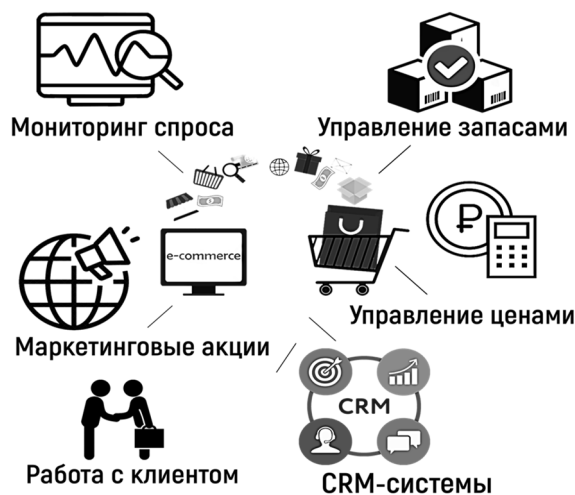 Мониторинг спроса
Управление запасами
e-commerce
₽
Управление ценами
Маркетинговые акции
CRM
Работа с клиентом
CRM-системы